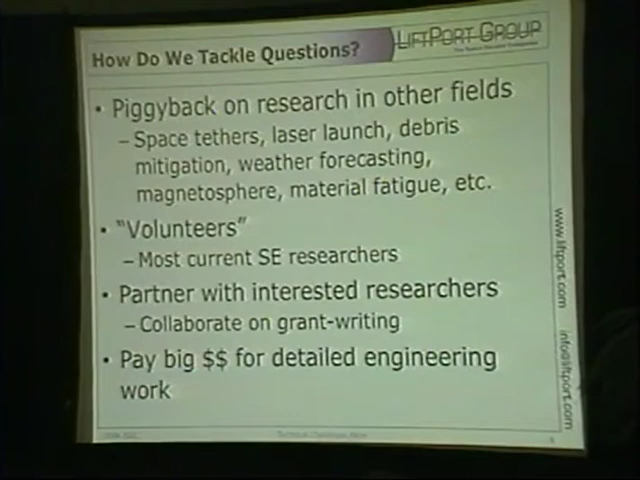 How Do We Tackle Questions?
LIFTPORT GROUP
• Piggyback on research in other fields
– Space tethers, laser launch, debris
mitigation, weather forecasting,
magnetosphere, material fatigue, etc.
• "Volunteers"
– Most current SE researchers
• Partner with interested researchers
– Collaborate on grant-writing
• Pay big $$ for detailed engineering
work
www.liftport.com
info@liftport.com